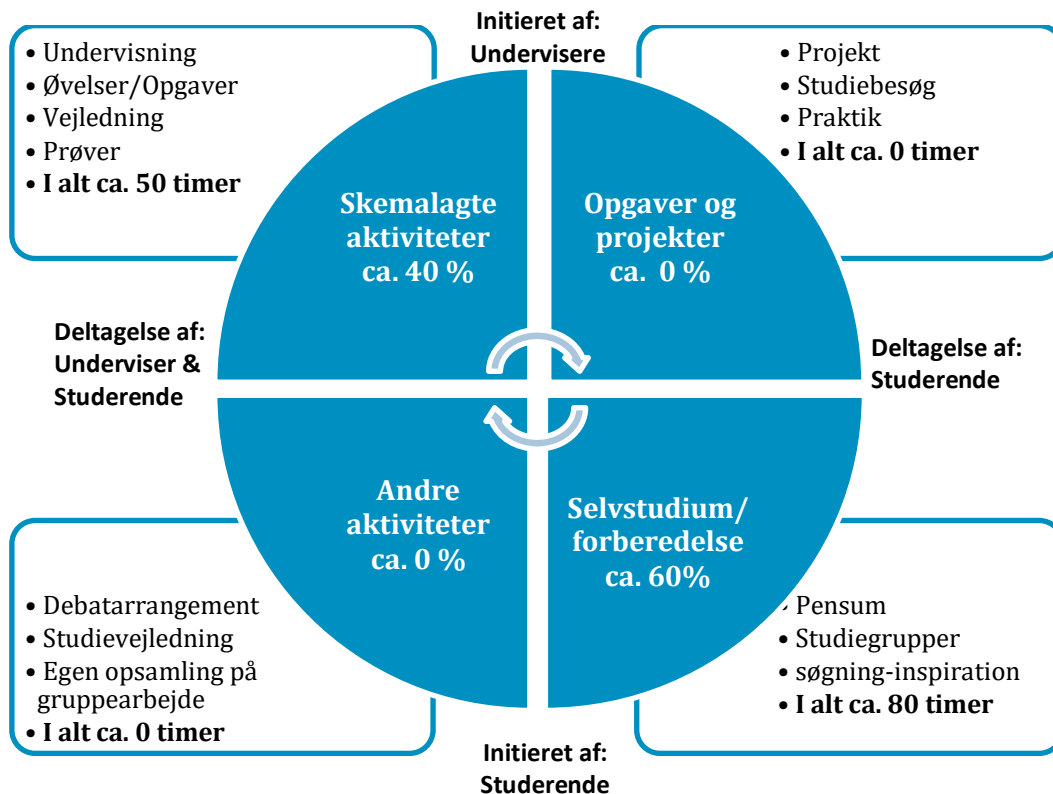 Initieret af:
Undervisere
• Undervisning
• Øvelser/Opgaver
• Vejledning
• Prøver
• I alt ca. 50 timer
• Projekt
• Studiebesøg
• Praktik
• I alt ca. 0 timer
Skemalagte
aktiviteter
ca. 40 %
Opgaver og
projekter
ca. 0 %
Deltagelse af:
Underviser &
Studerende
Deltagelse af:
Studerende
Andre
aktiviteter
ca. 0 %
Selvstudium/
forberedelse
ca. 60%
• Debatarrangement
• Studievejledning
• Egen opsamling på
gruppearbejde
• I alt ca. 0 timer
• Pensum
• Studiegrupper
• søgning-inspiration
• I alt ca. 80 timer
Initieret af:
Studerende